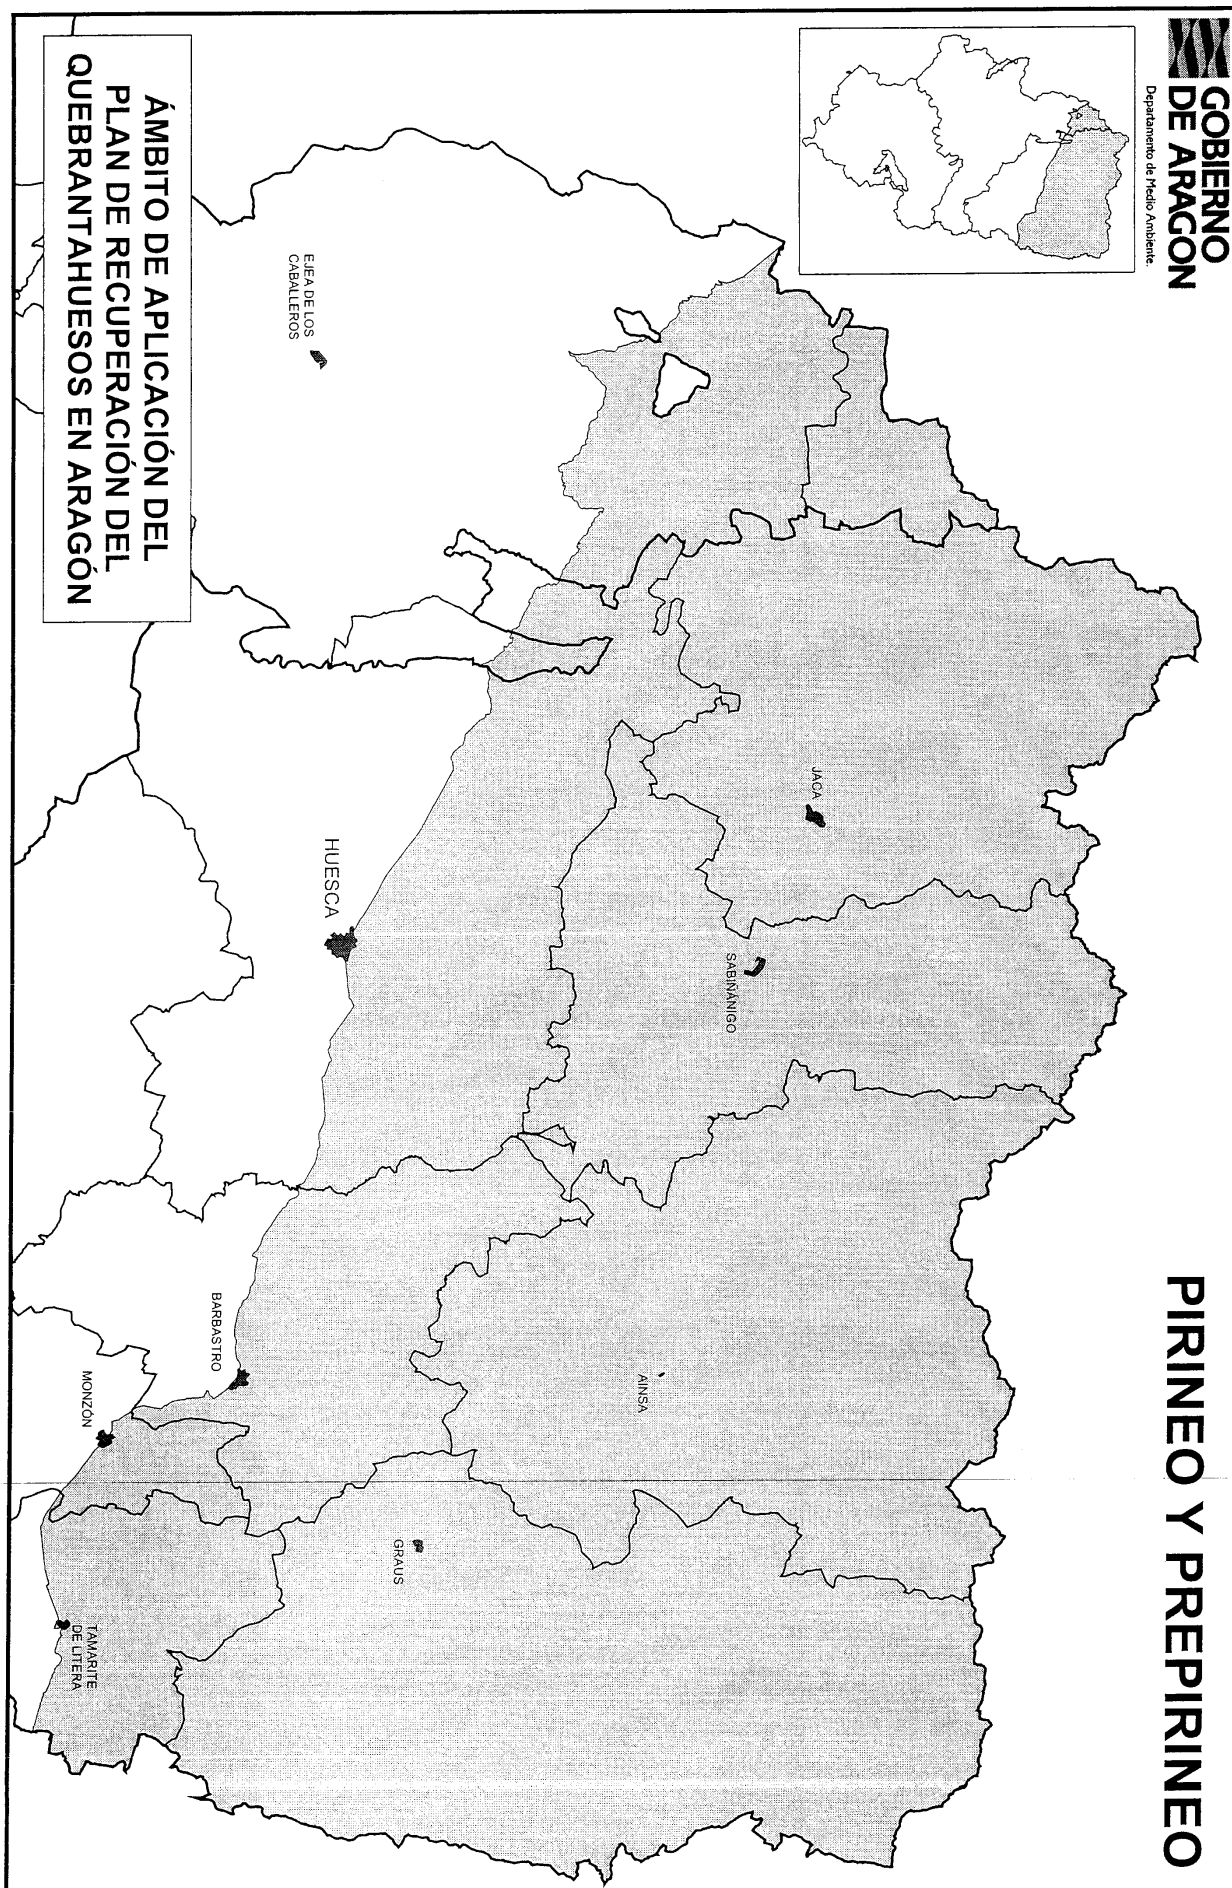 GOBIERNO
DE ARAGON
Departamento de Medio Ambiente.
PIRINEO Y PREPIRINEO
JACA
SABIÑÁNIGO
AINSA
EJEA DE LOS
CABALLEROS
HUESCA
GRAUS
BARBASTRO
MONZÓN
TAMARITE
DE LITERA
ÁMBITO DE APLICACIÓN DEL
PLAN DE RECUPERACIÓN DEL
QUEBRANTAHUESOS EN ARAGÓN